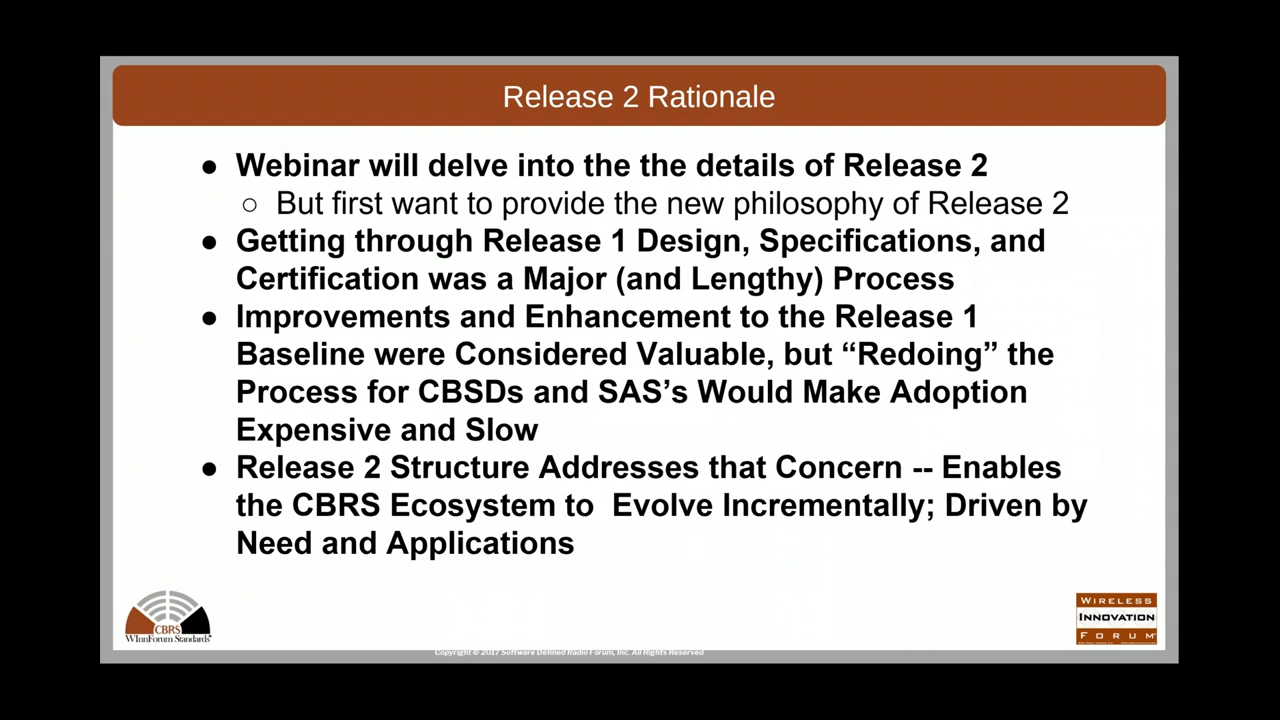 Release 2 Rationale
● Webinar will delve into the the details of Release 2
○ But first want to provide the new philosophy of Release 2
● Getting through Release 1 Design, Specifications, and
Certification was a Major (and Lengthy) Process
● Improvements and Enhancement to the Release 1
Baseline were Considered Valuable, but “Redoing” the
Process for CBSDs and SAS’s Would Make Adoption
Expensive and Slow
● Release 2 Structure Addresses that Concern -- Enables
the CBRS Ecosystem to  Evolve Incrementally; Driven by
Need and Applications
CBRS
WInnForum Standards
WIRELESS
INNOVATION
FORUM
Copyright © 2017 Software Defined Radio Forum, Inc. All Rights Reserved